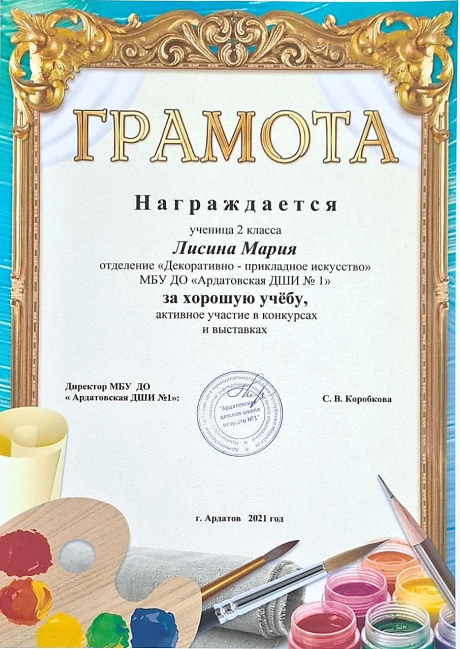 ГРАМОТА
Награждается
ученица 2 класса
Лисина Мария
отделение «Декоративно - прикладное искусство»
МБУ ДО «Ардатовская ДШИ № 1»
за хорошую учёбу,
активное участие в конкурсах
и выставках
Директор МБУ ДО
« Ардатовская ДШИ №1»:
С. В. Коробкова
"Ардатовская
детская школа
искусств №1"
г. Ардатов 2021 год